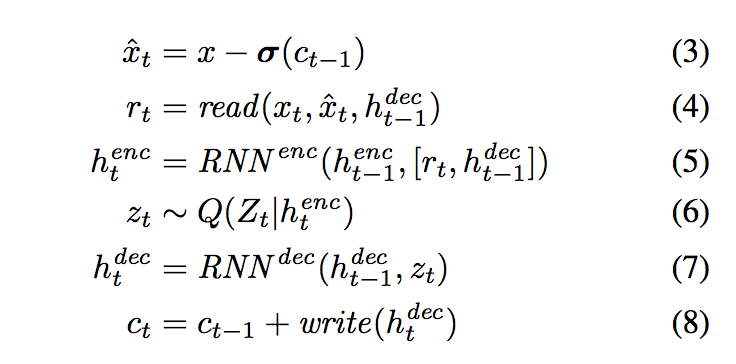 x̂_t = x − σ(c_{t−1}) (3)
r_t = read(x_t, x̂_t, h^{dec}_{t−1}) (4)
h^{enc}_t = RNN^{enc}(h^{enc}_{t−1}, [r_t, h^{dec}_{t−1}]) (5)
z_t ∼ Q(Z_t|h^{enc}_t) (6)
h^{dec}_t = RNN^{dec}(h^{dec}_{t−1}, z_t) (7)
c_t = c_{t−1} + write(h^{dec}_t) (8)